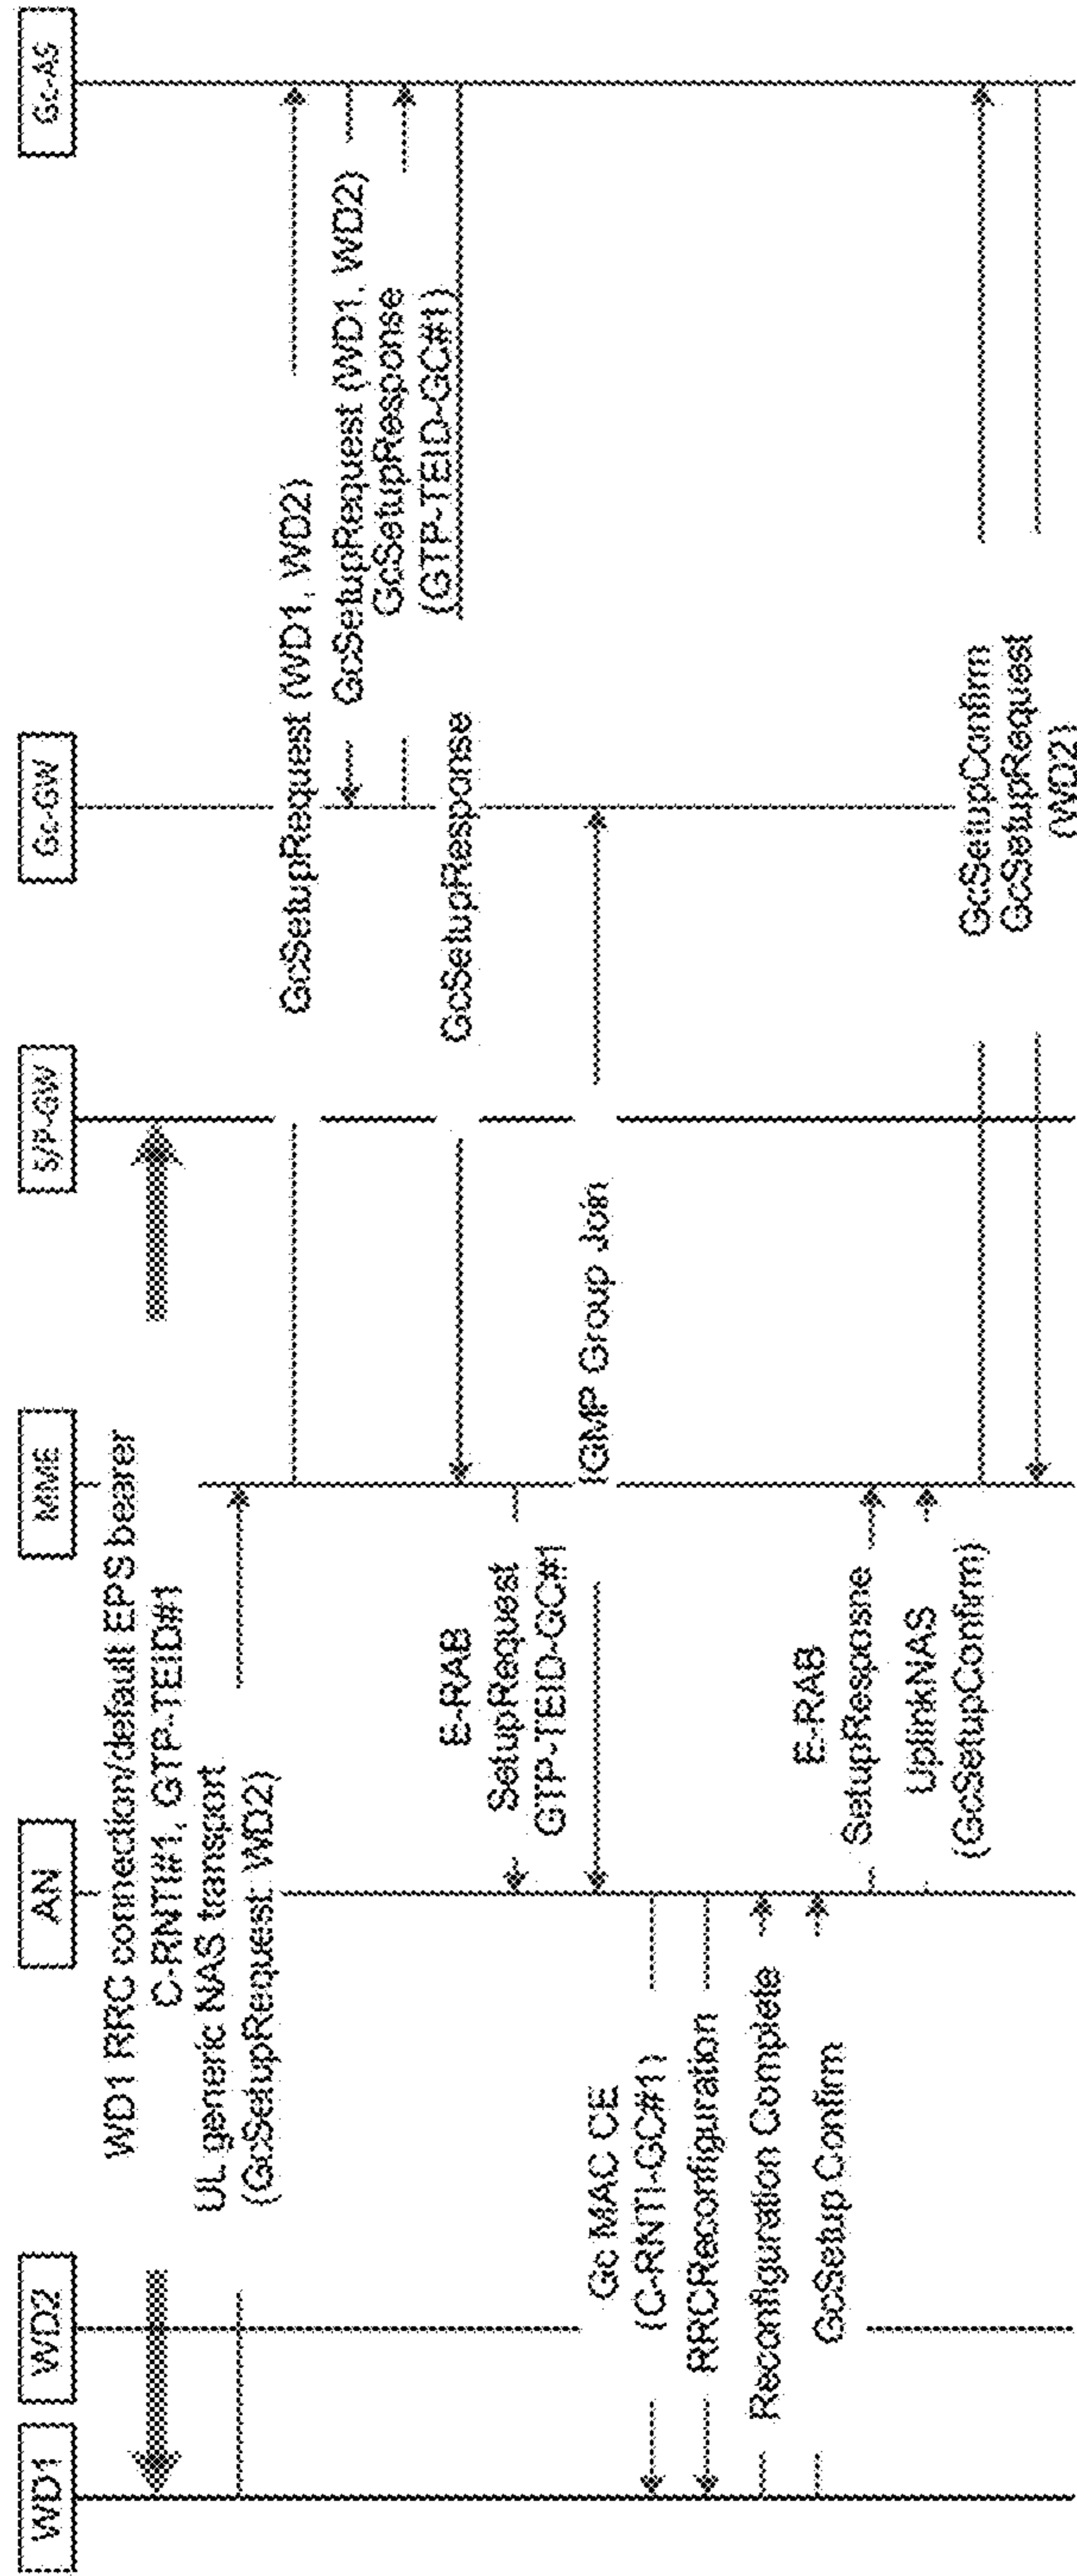 WD1
WD2
AN
MME
S/P-GW
Gc-GW
Gc-AS
WD1 RRC connection/default EPS bearer
C-RNTI#1, GTP-TEID#1
UL generic NAS transport
(GcSetupRequest: WD2)
GcSetupRequest (WD1, WD2)
GcSetupRequest (WD1, WD2)
GcSetupResponse
(GTP-TEID-GC#1)
GcSetupResponse
E-RAB
SetupRequest
GTP-TEID-GC#1
IGMP Group Join
Gc MAC CE
(C-RNTI-GC#1)
RRCReconfiguration
Reconfiguration Complete
GcSetup Confirm
E-RAB
SetupResposne
UplinkNAS
(GcSetupConfirm)
GcSetupConfirm
GcSetupRequest
(WD2)